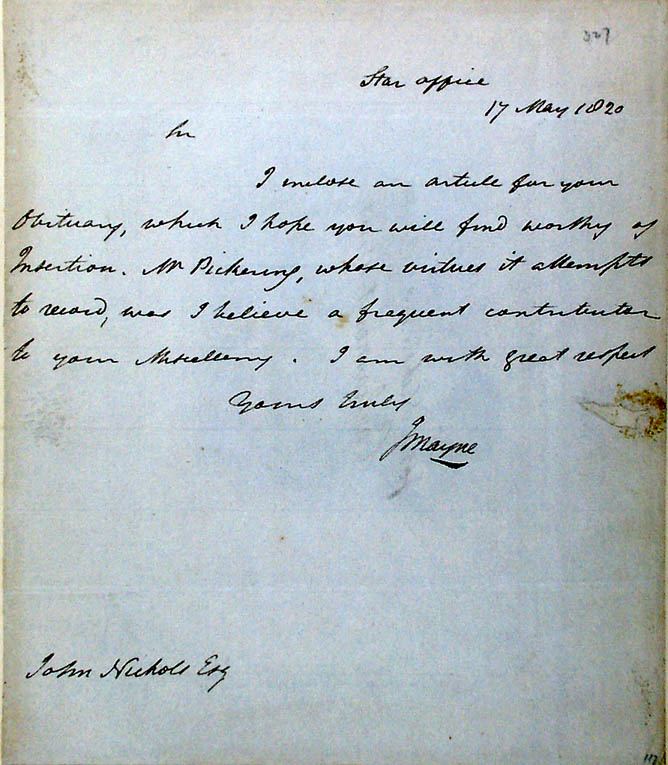 327
Star office
17 May 1820
Sir
I inclose an article for your
Obituary, which I hope you will find worthy of
Insertion. Mr Pickering, whose virtues it attempts
to record, was I believe a frequent contributor
to your Miscellany. I am with great respect
Yours truly
J Mayne
John Nichols Esq